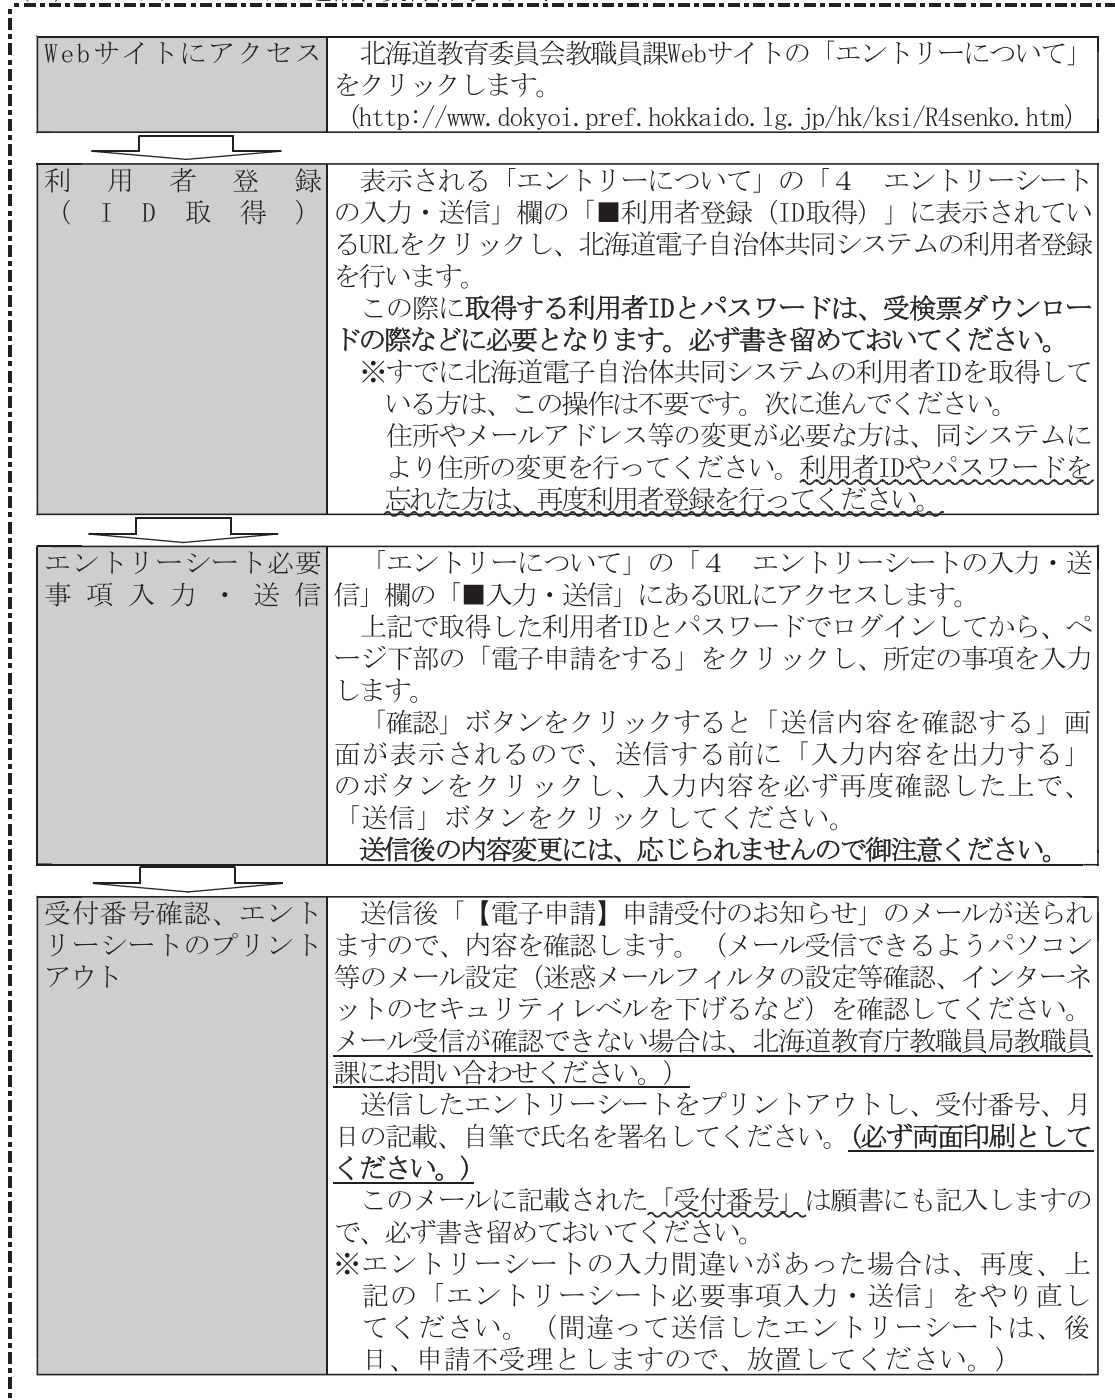 Webサイトにアクセス
　北海道教育委員会教職員課Webサイトの「エントリーについて」
をクリックします。
（http://www.dokyoi.pref.hokkaido.lg.jp/hk/ksi/R4senko.htm）
利用者登録
（ＩＤ取得）
　表示される「エントリーについて」の「４　エントリーシート
の入力・送信」欄の「■利用者登録（ID取得）」に表示されてい
るURLをクリックし、北海道電子自治体共同システムの利用者登録
を行います。
　この際に取得する利用者IDとパスワードは、受検票ダウンロー
ドの際などに必要となります。必ず書き留めておいてください。
※すでに北海道電子自治体共同システムの利用者IDを取得して
いる方は、この操作は不要です。次に進んでください。
住所やメールアドレス等の変更が必要な方は、同システムに
より住所の変更を行ってください。利用者IDやパスワードを
忘れた方は、再度利用者登録を行ってください。
エントリーシート必要
事項入力・送信
　「エントリーについて」の「４　エントリーシートの入力・送
信」欄の「■入力・送信」にあるURLにアクセスします。
　上記で取得した利用者IDとパスワードでログインしてから、ペ
ージ下部の「電子申請をする」をクリックし、所定の事項を入力
します。
　「確認」ボタンをクリックすると「送信内容を確認する」画
面が表示されるので、送信する前に「入力内容を出力する」
のボタンをクリックし、入力内容を必ず再度確認した上で、
「送信」ボタンをクリックしてください。
　送信後の内容変更には、応じられませんので御注意ください。
受付番号確認、エント
リーシートのプリント
アウト
　送信後「【電子申請】申請受付のお知らせ」のメールが送られ
ますので、内容を確認します。（メール受信できるようパソコン
等のメール設定（迷惑メールフィルタの設定等確認、インターネ
ットのセキュリティレベルを下げるなど）を確認してください。
メール受信が確認できない場合は、北海道教育庁教職員局教職員
課にお問い合わせください。）
　送信したエントリーシートをプリントアウトし、受付番号、月
日の記載、自筆で氏名を署名してください。（必ず両面印刷として
ください。）
　このメールに記載された「受付番号」は願書にも記入しますの
で、必ず書き留めておいてください。
※エントリーシートの入力間違いがあった場合は、再度、上
記の「エントリーシート必要事項入力・送信」をやり直し
てください。（間違って送信したエントリーシートは、後
日、申請不受理としますので、放置してください。）